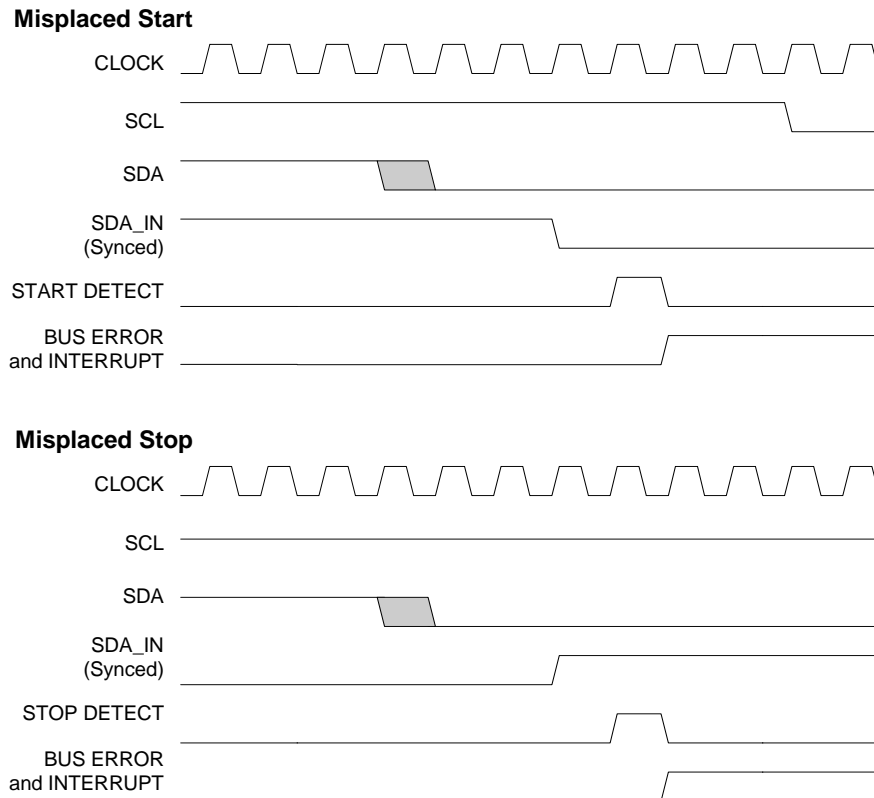 Misplaced Start
CLOCK
SCL
SDA
SDA_IN
(Synced)
START DETECT
BUS ERROR
and INTERRUPT
Misplaced Stop
CLOCK
SCL
SDA
SDA_IN
(Synced)
STOP DETECT
BUS ERROR
and INTERRUPT